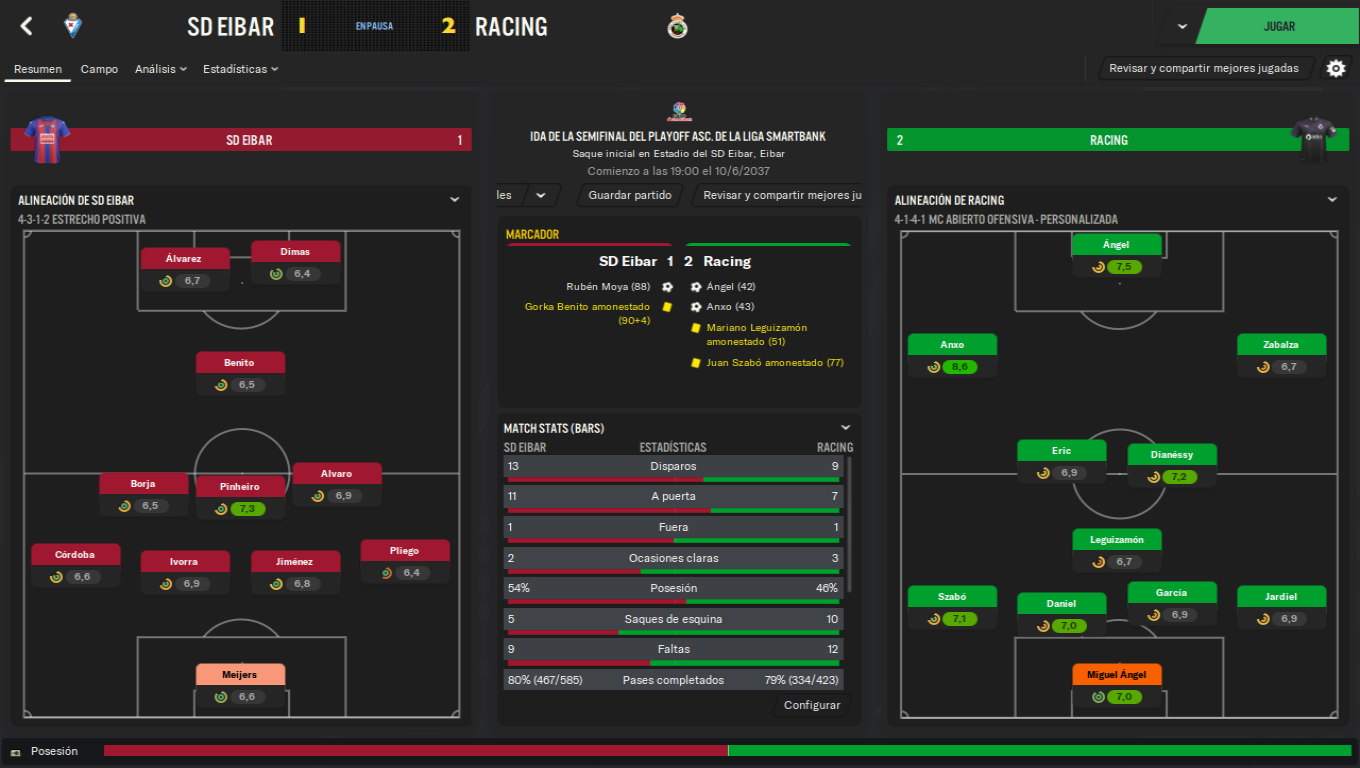 SD EIBAR
1
EN PAUSA
2
RACING
JUGAR
Resumen
Campo
Análisis
Estadísticas
Revisar y compartir mejores jugadas
SD EIBAR 1
ALINEACIÓN DE SD EIBAR
4-3-1-2 ESTRECHO POSITIVA
Álvarez
6,7
Dimas
6,4
Benito
6,5
Borja
6,5
Pinheiro
7,3
Alvaro
6,9
Córdoba
6,6
Ivorra
6,9
Jiménez
6,8
Pliego
6,4
Meijers
6,6
IDA DE LA SEMIFINAL DEL PLAYOFF ASC. DE LA LIGA SMARTBANK
Saque inicial en Estadio del SD Eibar, Eibar
Comienzo a las 19:00 el 10/6/2037
les
Guardar partido
Revisar y compartir mejores ju
MARCADOR
SD Eibar 1 2 Racing
Rubén Moya (88)
Gorka Benito amonestado
(90+4)
Ángel (42)
Anxo (43)
Mariano Leguizamón
amonestado (51)
Juan Szabó amonestado (77)
MATCH STATS (BARS)
SD EIBAR ESTADÍSTICAS RACING
13 Disparos 9
11 A puerta 7
1 Fuera 1
2 Ocasiones claras 3
54% Posesión 46%
5 Saques de esquina 10
9 Faltas 12
80% (467/585) Pases completados 79% (334/423)
Configurar
2 RACING
ALINEACIÓN DE RACING
4-1-4-1 MC ABIERTO OFENSIVA - PERSONALIZADA
Ángel
7,5
Anxo
8,6
Zabalza
6,7
Eric
6,9
Dianéssy
7,2
Leguizamón
6,7
Szabó
7,1
Daniel
7,0
García
6,9
Jardiel
6,9
Miguel Ángel
7,0
Posesión